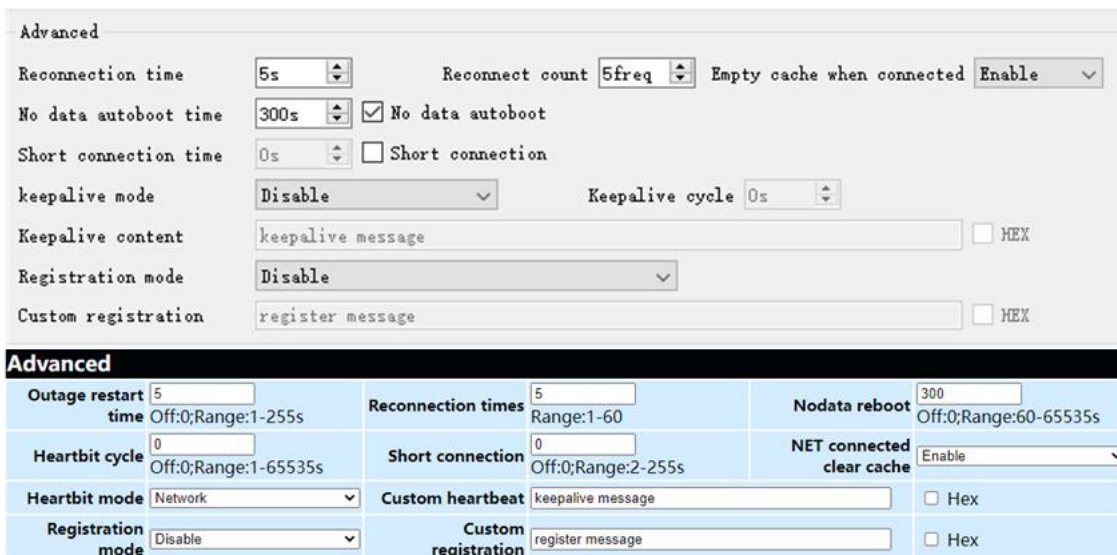 Advanced
Reconnection time 5s Reconnect count 5freq Empty cache when connected Enable
No data autoboot time 300s No data autoboot
Short connection time 0s Short connection
keepalive mode Disable Keepalive cycle 0s
Keepalive content keepalive message HEX
Registration mode Disable
Custom registration register message HEX
Advanced
Outage restart time 5 Off:0;Range:1-255s Reconnection times 5 Range:1-60 Nodata reboot 300 Off:0;Range:60-65535s
Heartbit cycle 0 Off:0;Range:1-65535s Short connection 0 Off:0;Range:2-255s NET connected clear cache Enable
Heartbit mode Network Custom heartbeat keepalive message Hex
Registration mode Disable Custom registration register message Hex